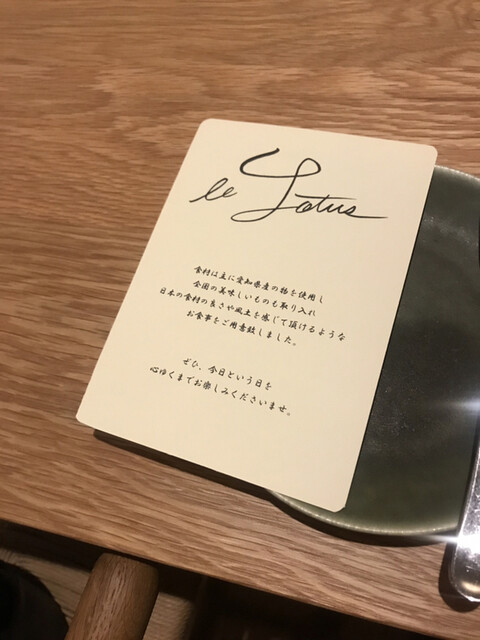 le Lotus
食材は主に愛知県産の物を使用し
全国の美味しいものも取り入れ
日本の食材の良さや風土を感じて頂けるような
お食事をご用意致しました。
ぜひ、今日という日を
心ゆくまでお楽しみくださいませ。